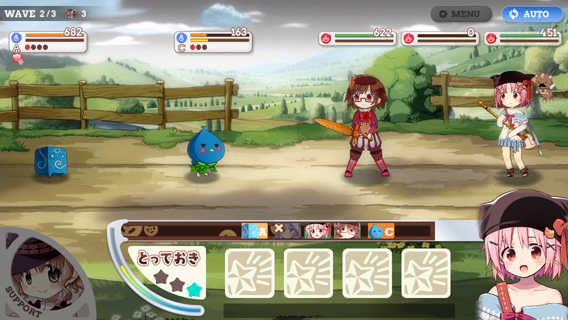 WAVE 2/3 3
MENU
AUTO
682
163
622
0
451
A
C
A
C
とっておき
SUPPORT